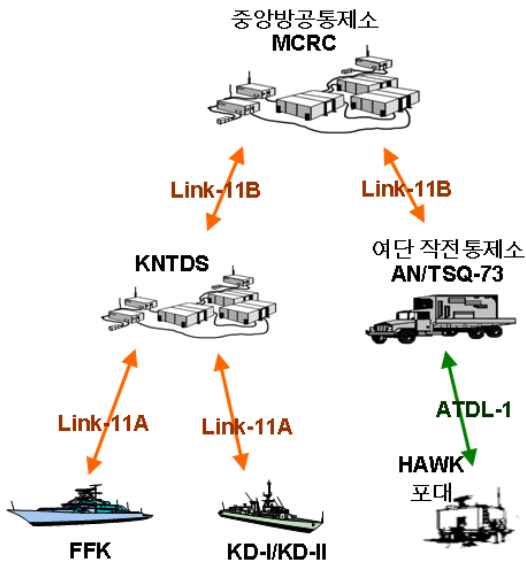 중앙방공통제소
MCRC
Link-11B
Link-11B
KNTDS
여단 작전통제소
AN/TSQ-73
Link-11A
Link-11A
ATDL-1
HAWK
포대
FFK
KD-I/KD-II